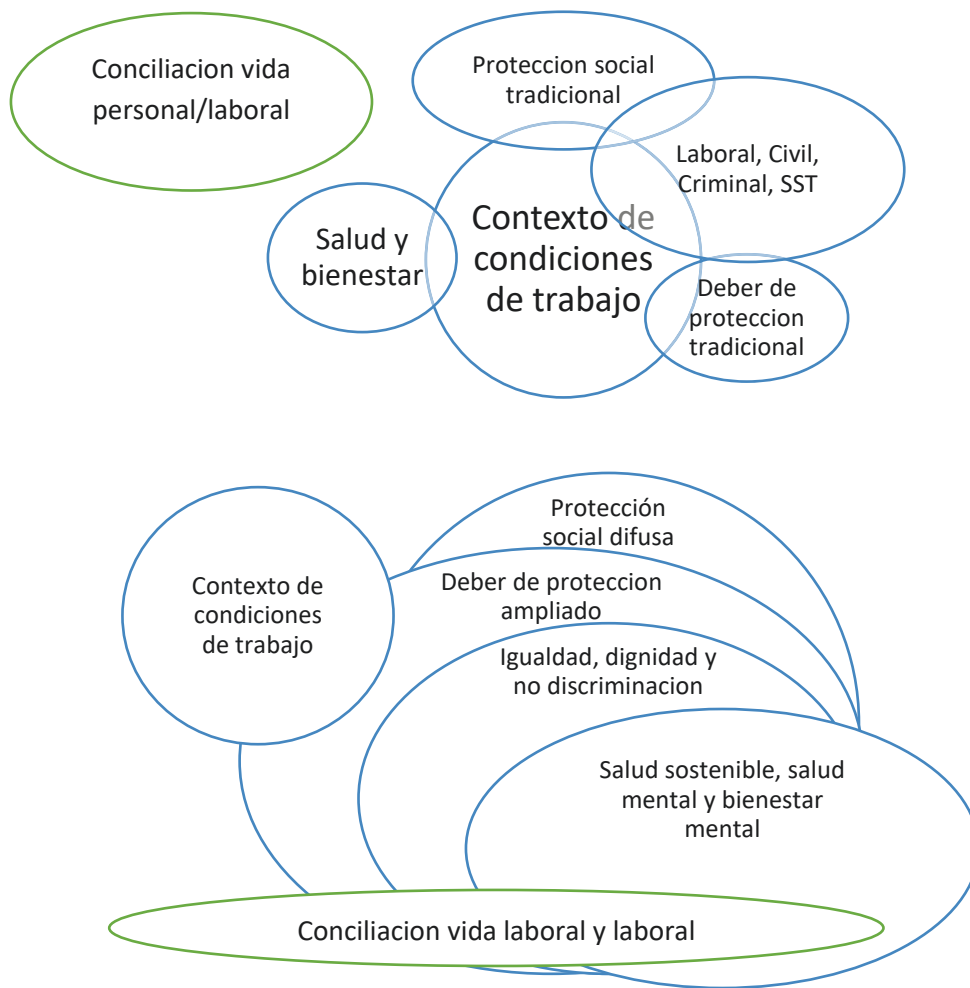 Conciliacion vida
personal/laboral
Proteccion social
tradicional
Laboral, Civil,
Criminal, SST
Contexto de
condiciones
de trabajo
Salud y
bienestar
Deber de
proteccion
tradicional
Protección
social difusa
Contexto de
condiciones
de trabajo
Deber de proteccion
ampliado
Igualdad, dignidad y
no discriminacion
Salud sostenible, salud
mental y bienestar
mental
Conciliacion vida laboral y laboral